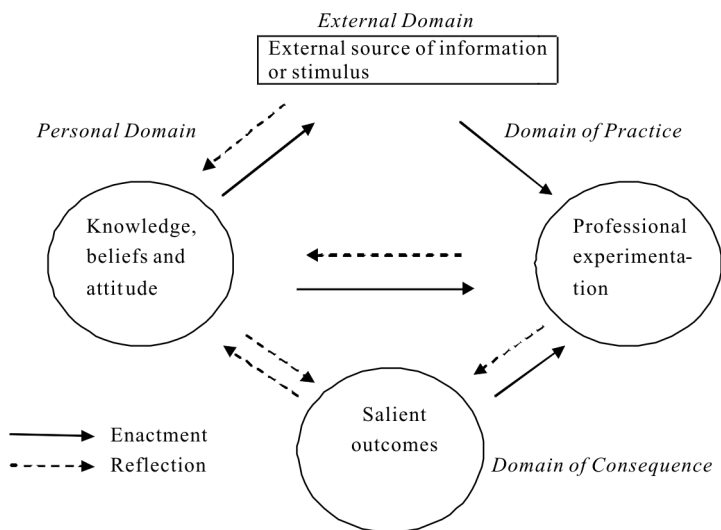 External Domain
External source of information
or stimulus
Personal Domain
Domain of Practice
Knowledge,
beliefs and
attitude
Professional
experimenta-
tion
Salient
outcomes
Enactment
Reflection
Domain of Consequence